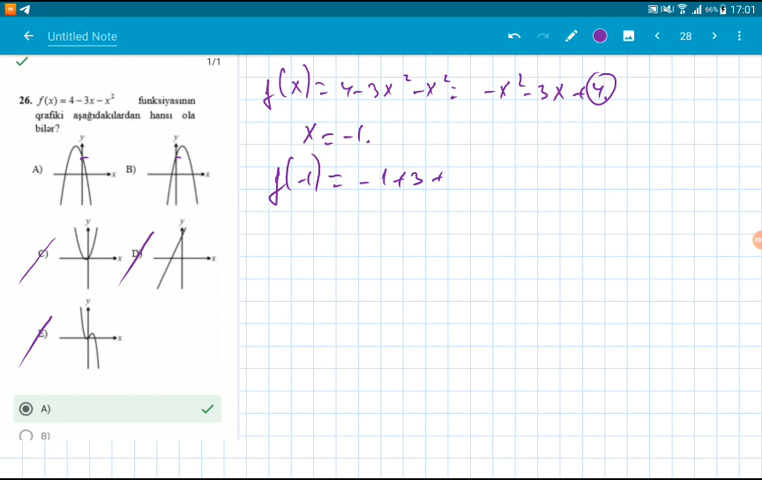 66% 17:01
Untitled Note
28
1/1
26. f(x) = 4 – 3x – x² funksiyasının
qrafiki aşağıdakılardan hansı ola
bilər?
A)
y
x
B)
y
x
C)
y
x
D)
y
x
E)
y
x
A)
B)
f(x) = 4 - 3x² - x² = -x² - 3x + 4
x = -1.
f(-1) = -1 + 3 +